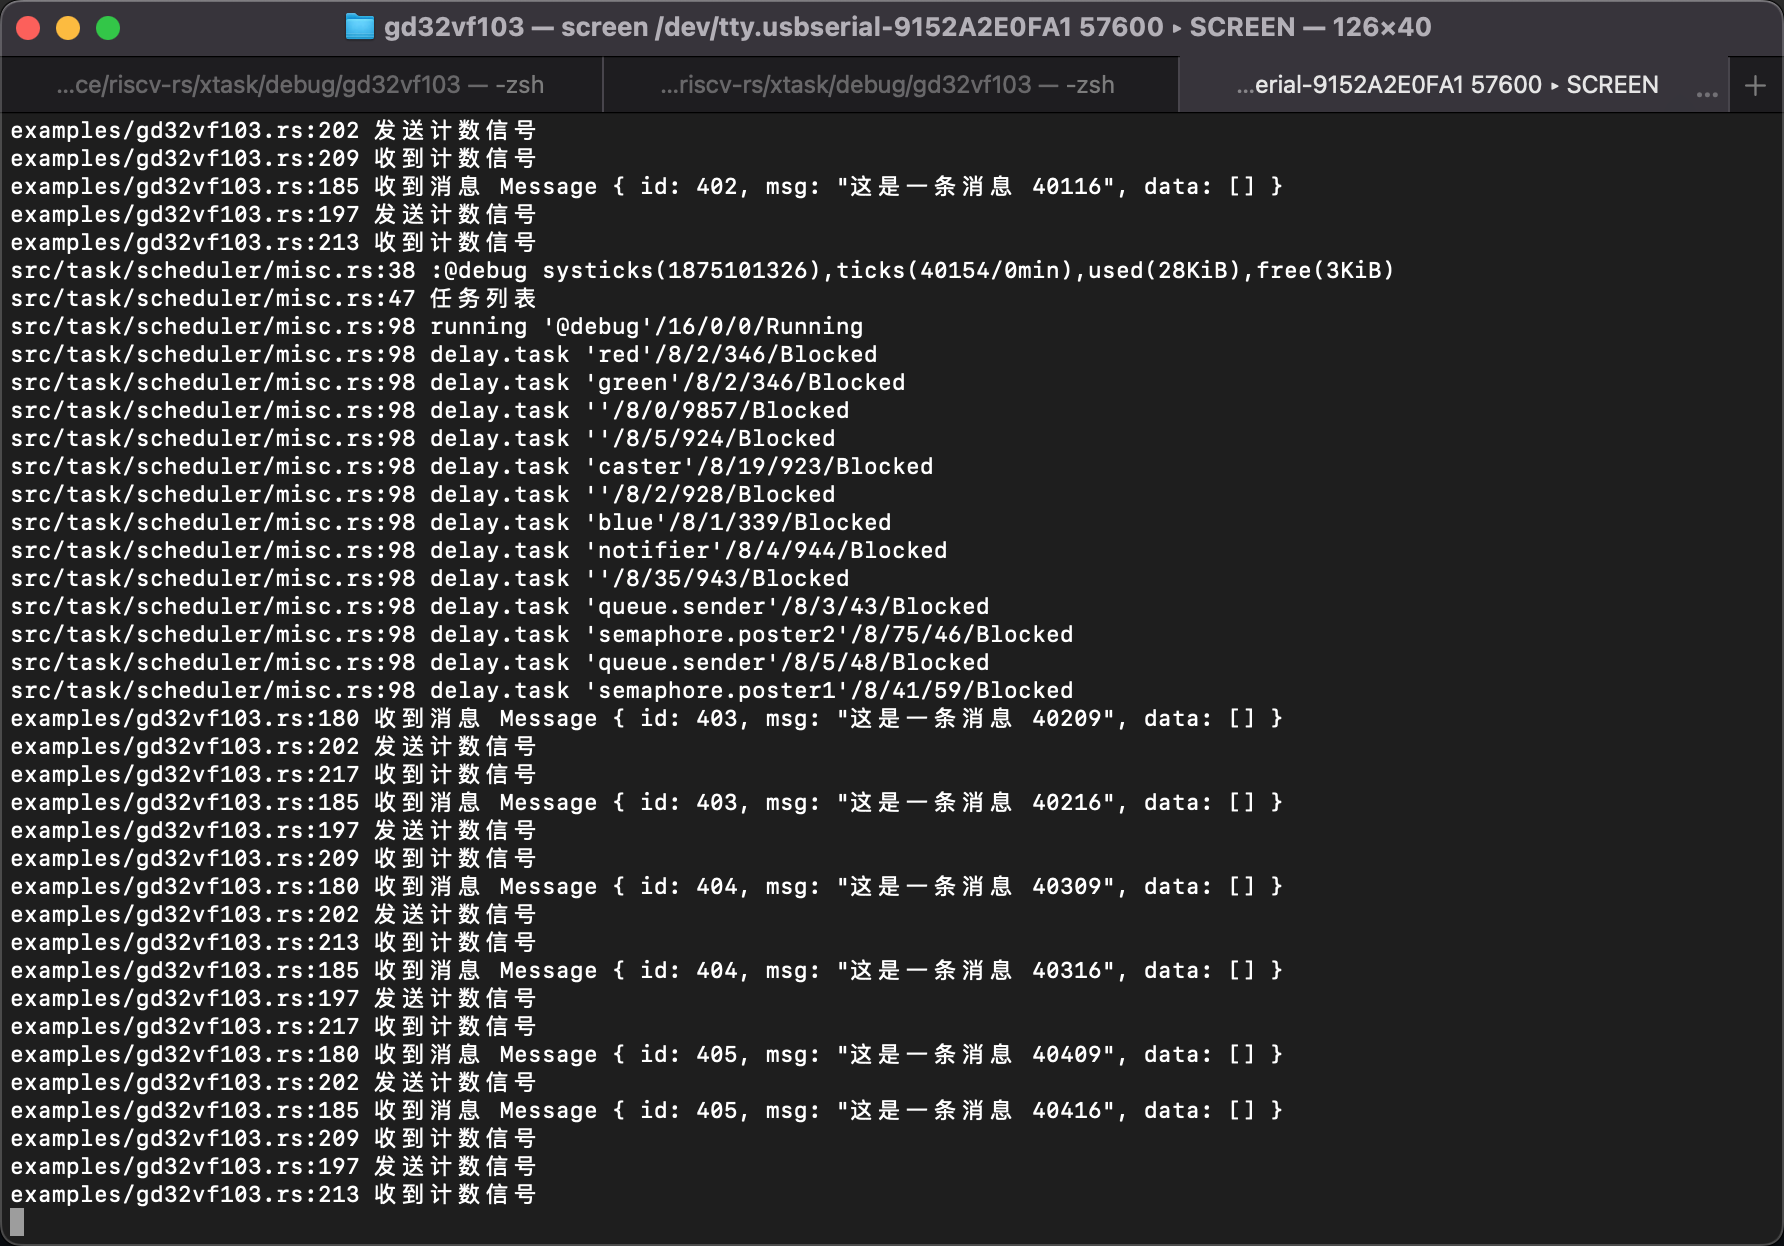 gd32vf103 — screen /dev/tty.usbserial-9152A2E0FA1 57600 ▸ SCREEN — 126×40
...ce/riscv-rs/xtask/debug/gd32vf103 — -zsh
...riscv-rs/xtask/debug/gd32vf103 — -zsh
...erial-9152A2E0FA1 57600 ▸ SCREEN ... +
examples/gd32vf103.rs:202 发送计数信号
examples/gd32vf103.rs:209 收到计数信号
examples/gd32vf103.rs:185 收到消息 Message { id: 402, msg: "这是一条消息 40116", data: [] }
examples/gd32vf103.rs:197 发送计数信号
examples/gd32vf103.rs:213 收到计数信号
src/task/scheduler/misc.rs:38 :@debug systicks(1875101326),ticks(40154/0min),used(28KiB),free(3KiB)
src/task/scheduler/misc.rs:47 任务列表
src/task/scheduler/misc.rs:98 running '@debug'/16/0/0/Running
src/task/scheduler/misc.rs:98 delay.task 'red'/8/2/346/Blocked
src/task/scheduler/misc.rs:98 delay.task 'green'/8/2/346/Blocked
src/task/scheduler/misc.rs:98 delay.task ''/8/0/9857/Blocked
src/task/scheduler/misc.rs:98 delay.task ''/8/5/924/Blocked
src/task/scheduler/misc.rs:98 delay.task 'caster'/8/19/923/Blocked
src/task/scheduler/misc.rs:98 delay.task ''/8/2/928/Blocked
src/task/scheduler/misc.rs:98 delay.task 'blue'/8/1/339/Blocked
src/task/scheduler/misc.rs:98 delay.task 'notifier'/8/4/944/Blocked
src/task/scheduler/misc.rs:98 delay.task ''/8/35/943/Blocked
src/task/scheduler/misc.rs:98 delay.task 'queue.sender'/8/3/43/Blocked
src/task/scheduler/misc.rs:98 delay.task 'semaphore.poster2'/8/75/46/Blocked
src/task/scheduler/misc.rs:98 delay.task 'queue.sender'/8/5/48/Blocked
src/task/scheduler/misc.rs:98 delay.task 'semaphore.poster1'/8/41/59/Blocked
examples/gd32vf103.rs:180 收到消息 Message { id: 403, msg: "这是一条消息 40209", data: [] }
examples/gd32vf103.rs:202 发送计数信号
examples/gd32vf103.rs:217 收到计数信号
examples/gd32vf103.rs:185 收到消息 Message { id: 403, msg: "这是一条消息 40216", data: [] }
examples/gd32vf103.rs:197 发送计数信号
examples/gd32vf103.rs:209 收到计数信号
examples/gd32vf103.rs:180 收到消息 Message { id: 404, msg: "这是一条消息 40309", data: [] }
examples/gd32vf103.rs:202 发送计数信号
examples/gd32vf103.rs:213 收到计数信号
examples/gd32vf103.rs:185 收到消息 Message { id: 404, msg: "这是一条消息 40316", data: [] }
examples/gd32vf103.rs:197 发送计数信号
examples/gd32vf103.rs:217 收到计数信号
examples/gd32vf103.rs:180 收到消息 Message { id: 405, msg: "这是一条消息 40409", data: [] }
examples/gd32vf103.rs:202 发送计数信号
examples/gd32vf103.rs:185 收到消息 Message { id: 405, msg: "这是一条消息 40416", data: [] }
examples/gd32vf103.rs:209 收到计数信号
examples/gd32vf103.rs:197 发送计数信号
examples/gd32vf103.rs:213 收到计数信号